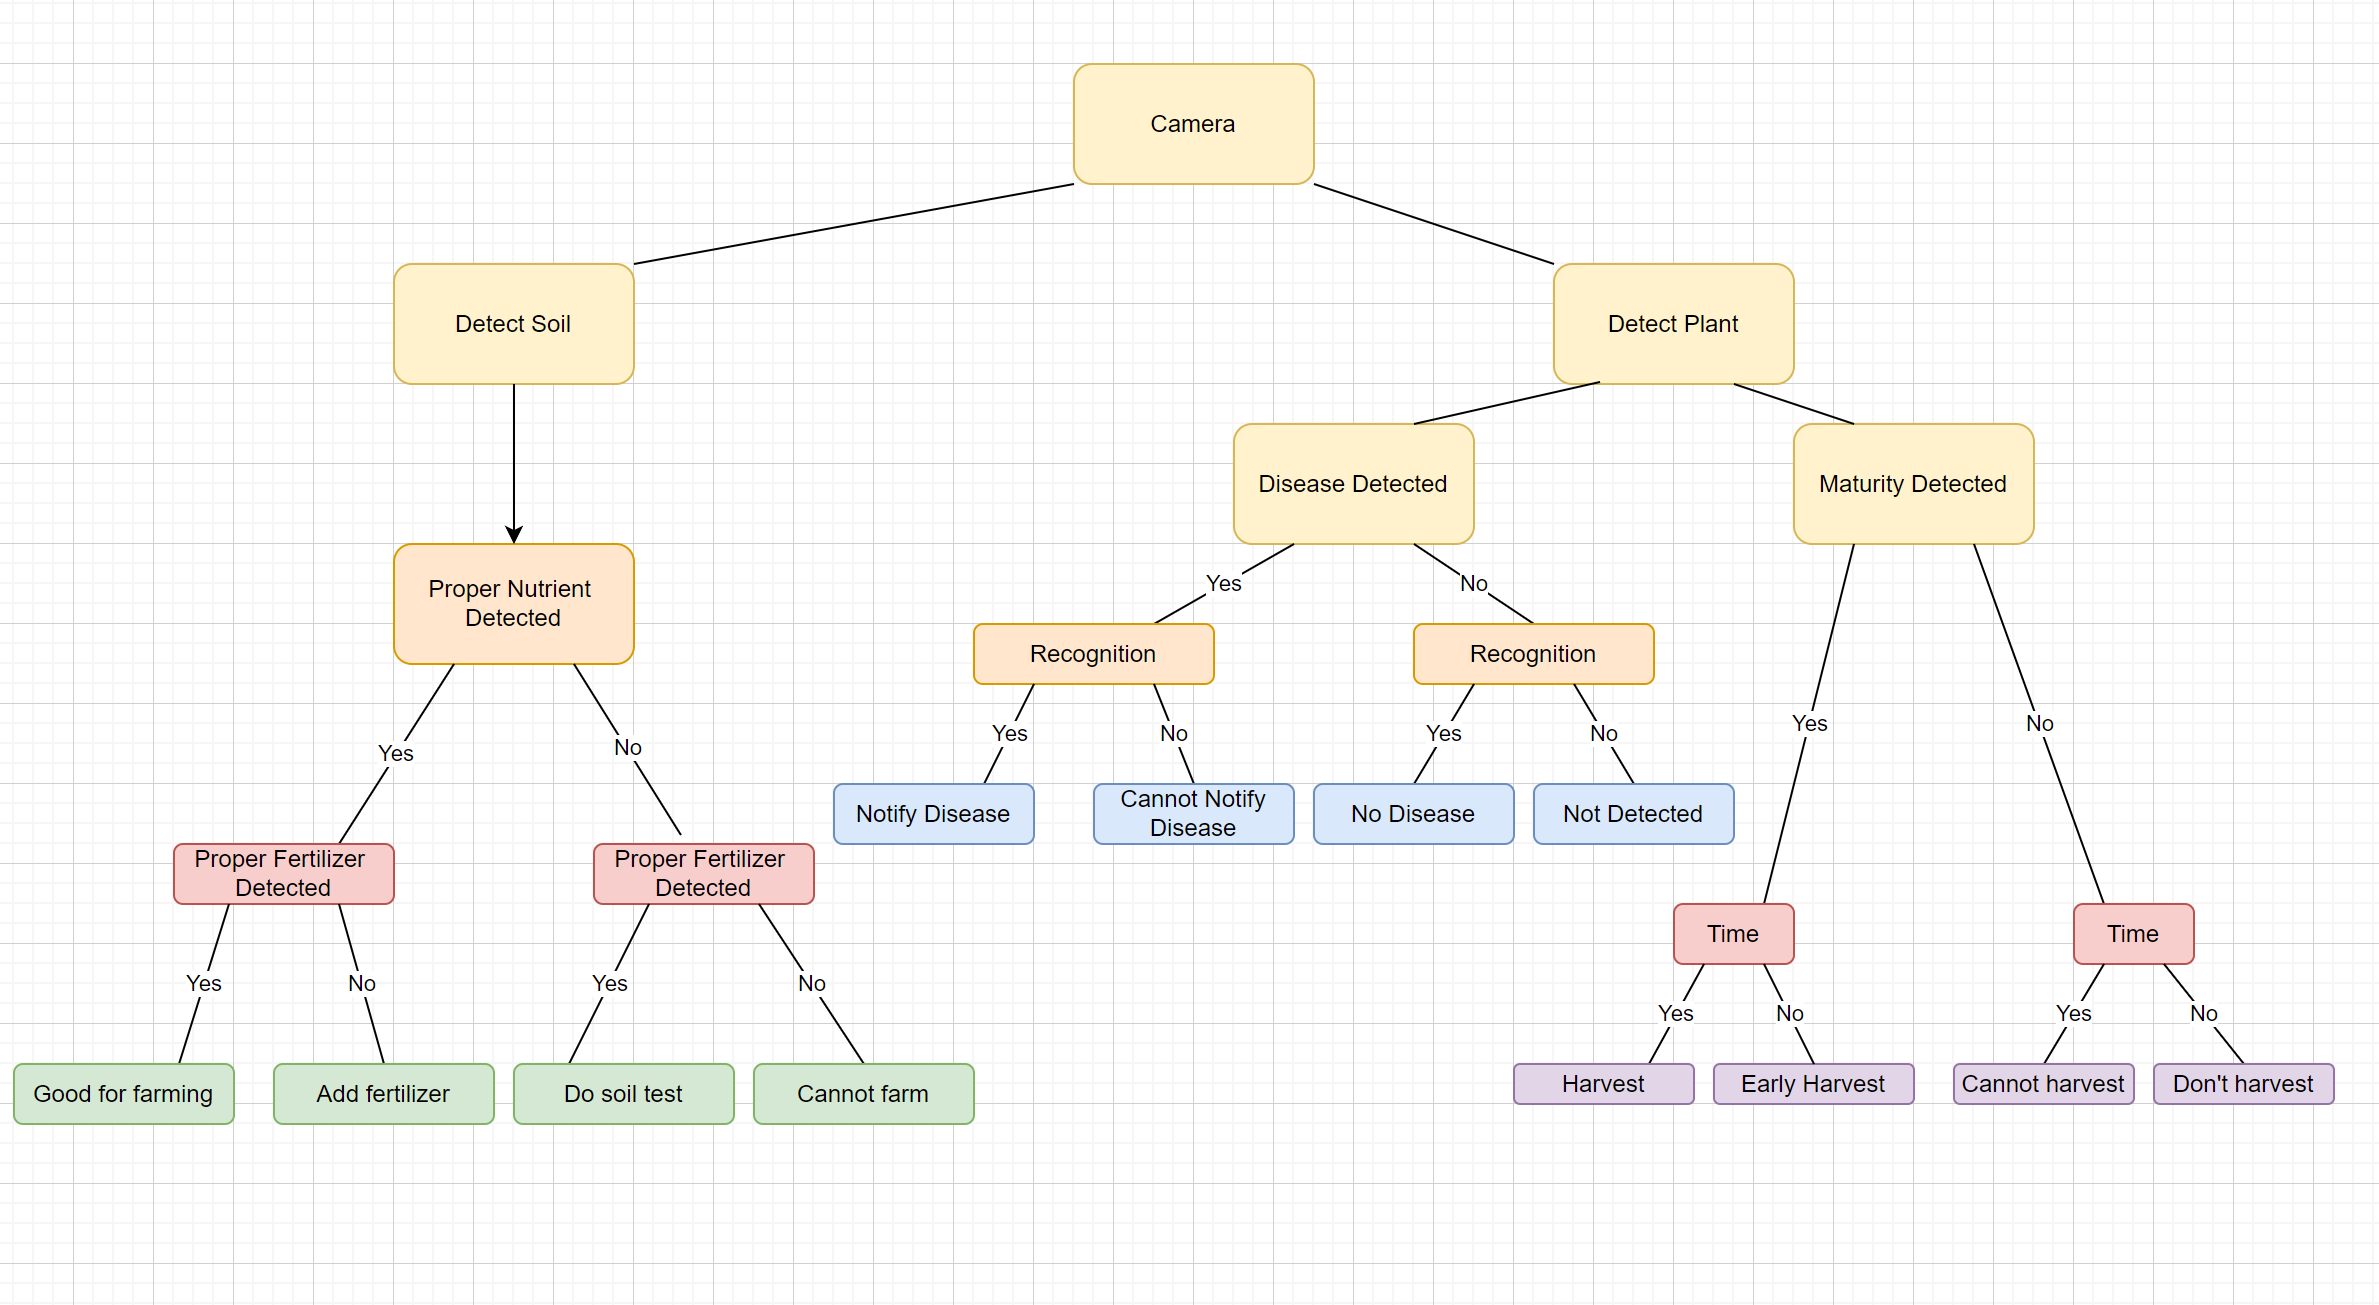 Camera
Detect Soil
Detect Plant
Disease Detected
Maturity Detected
Proper Nutrient
Detected
Yes
No
Recognition
Recognition
Yes
No
Yes
No
Yes
No
Yes
No
Notify Disease
Cannot Notify
Disease
No Disease
Not Detected
Proper Fertilizer
Detected
Proper Fertilizer
Detected
Time
Time
Yes
No
Yes
No
Yes
No
Yes
No
Good for farming
Add fertilizer
Do soil test
Cannot farm
Harvest
Early Harvest
Cannot harvest
Don't harvest